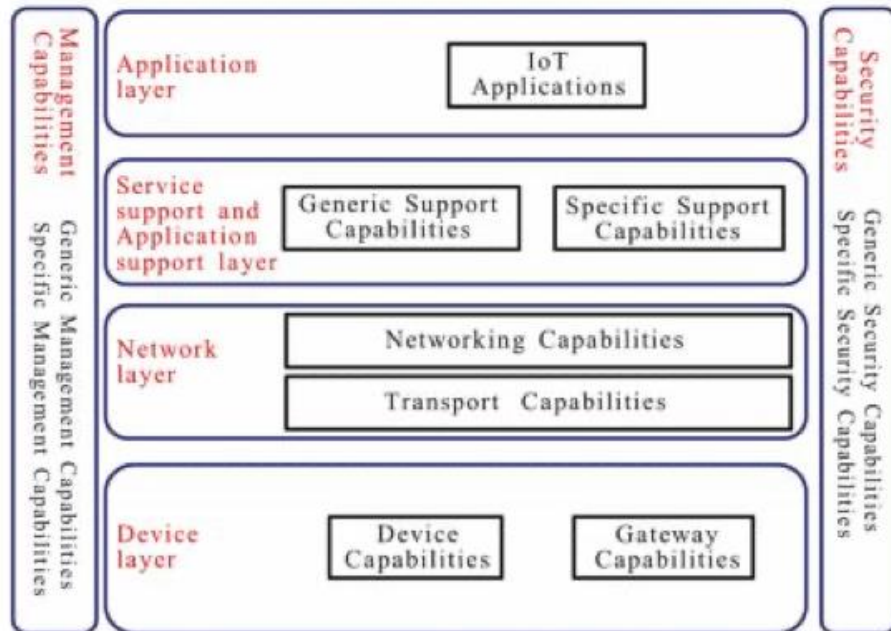 Management
Capabilities
Generic Management Capabilities
Specific Management Capabilities
Application
layer
IoT
Applications
Service
support and
Application
support layer
Generic Support
Capabilities
Specific Support
Capabilities
Network
layer
Networking Capabilities
Transport Capabilities
Device
layer
Device
Capabilities
Gateway
Capabilities
Security
Capabilities
Generic Security Capabilities
Specific Security Capabilities